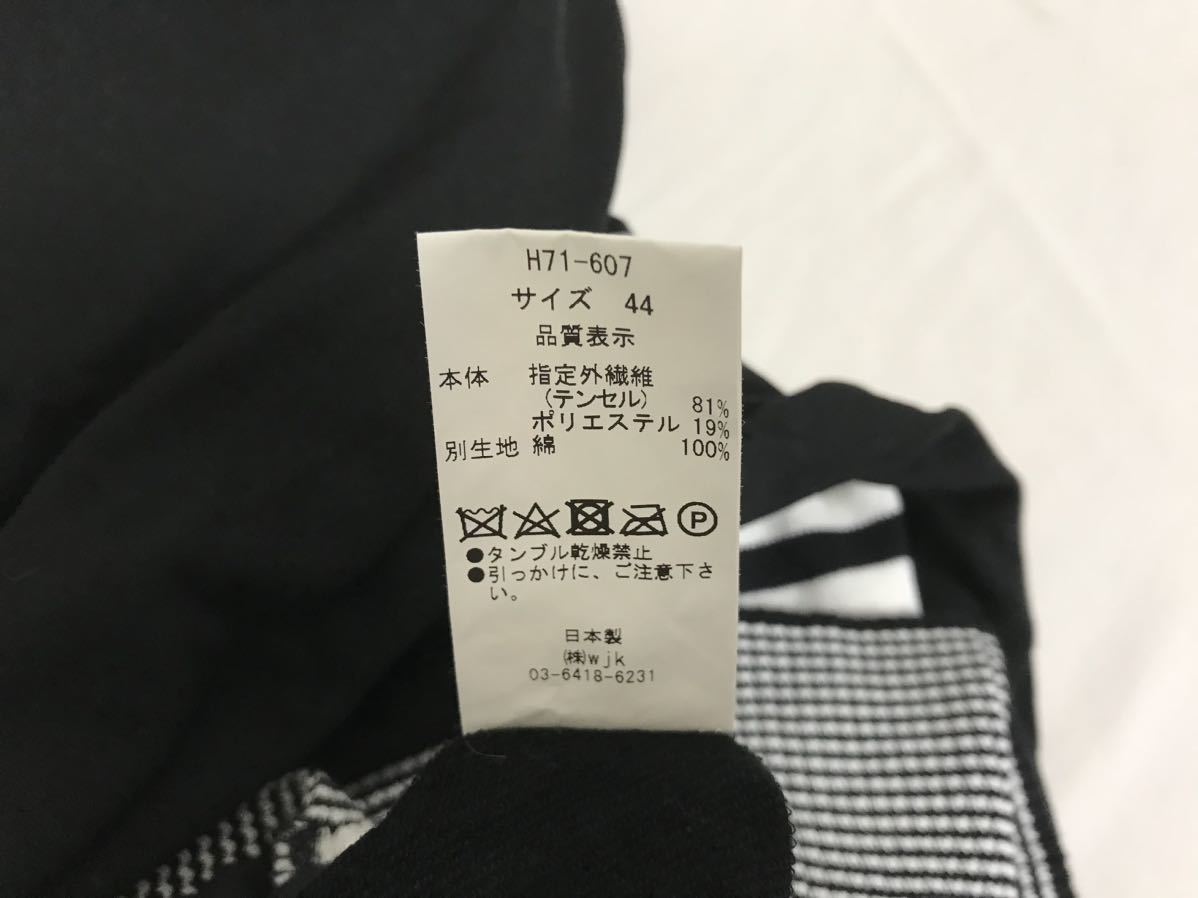 H71-607
サイズ 44
品質表示
本体 指定外繊維
(テンセル) 81%
ポリエステル 19%
別生地 綿 100%
P
●タンブル乾燥禁止
●引っかけに、ご注意下さ
い。
日本製
㈱wjk
03-6418-6231